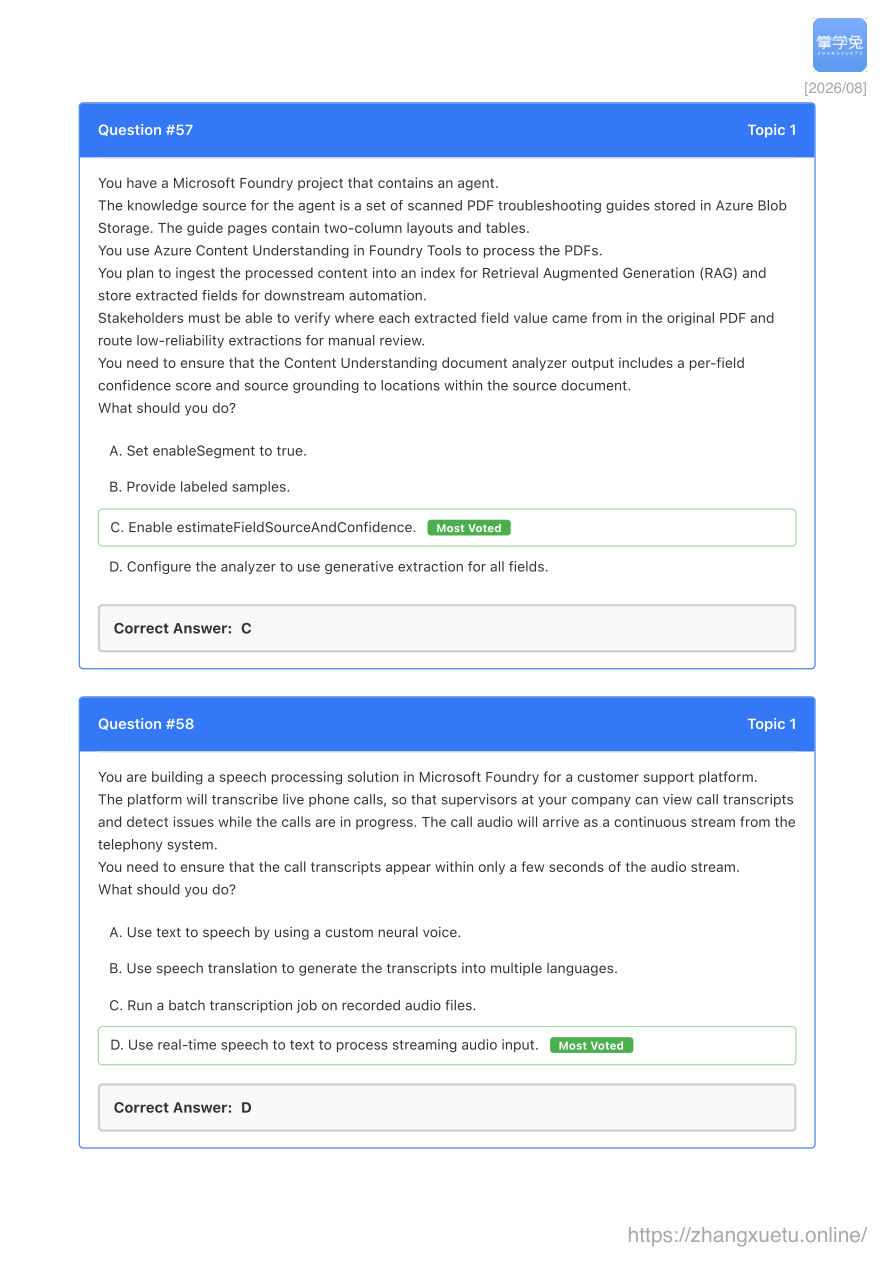 掌学兔
ZHANGXUETU
[2026/08]
Question #57 Topic 1
You have a Microsoft Foundry project that contains an agent.
The knowledge source for the agent is a set of scanned PDF troubleshooting guides stored in Azure Blob
Storage. The guide pages contain two-column layouts and tables.
You use Azure Content Understanding in Foundry Tools to process the PDFs.
You plan to ingest the processed content into an index for Retrieval Augmented Generation (RAG) and
store extracted fields for downstream automation.
Stakeholders must be able to verify where each extracted field value came from in the original PDF and
route low-reliability extractions for manual review.
You need to ensure that the Content Understanding document analyzer output includes a per-field
confidence score and source grounding to locations within the source document.
What should you do?
A. Set enableSegment to true.
B. Provide labeled samples.
C. Enable estimateFieldSourceAndConfidence. Most Voted
D. Configure the analyzer to use generative extraction for all fields.
Correct Answer: C
Question #58 Topic 1
You are building a speech processing solution in Microsoft Foundry for a customer support platform.
The platform will transcribe live phone calls, so that supervisors at your company can view call transcripts
and detect issues while the calls are in progress. The call audio will arrive as a continuous stream from the
telephony system.
You need to ensure that the call transcripts appear within only a few seconds of the audio stream.
What should you do?
A. Use text to speech by using a custom neural voice.
B. Use speech translation to generate the transcripts into multiple languages.
C. Run a batch transcription job on recorded audio files.
D. Use real-time speech to text to process streaming audio input. Most Voted
Correct Answer: D
https://zhangxuetu.online/